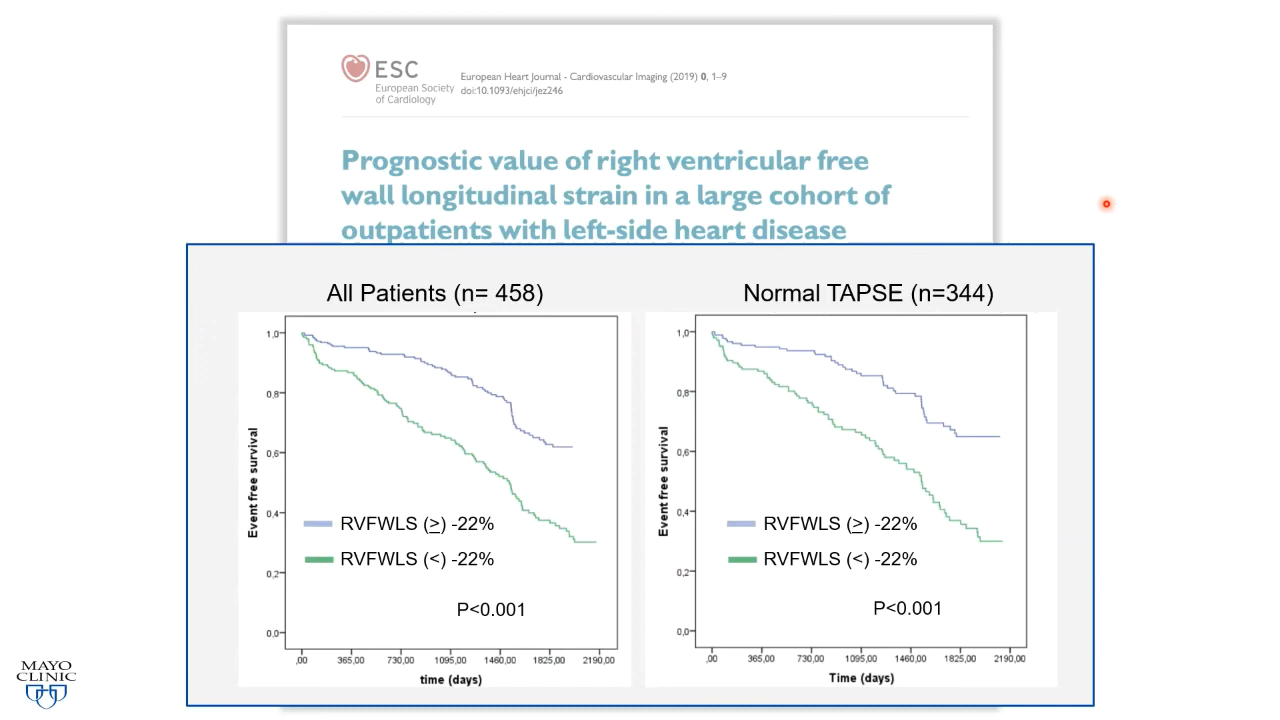 ESC
European Society
of Cardiology
European Heart Journal - Cardiovascular Imaging (2019) 0, 1–9
doi:10.1093/ehjci/jez246
Prognostic value of right ventricular free
wall longitudinal strain in a large cohort of
outpatients with left-side heart disease
All Patients (n= 458)
1,0
0,8
0,6
0,4
0,2
0,0
Event free survival
RVFWLS (≥) -22%
RVFWLS (<) -22%
P<0.001
,00 365,00 730,00 1095,00 1460,00 1825,00 2190,00
time (days)
Normal TAPSE (n=344)
1,0
0,8
0,6
0,4
0,2
0,0
Event free survival
RVFWLS (≥) -22%
RVFWLS (<) -22%
P<0.001
,00 365,00 730,00 1095,00 1460,00 1825,00 2190,00
Time (days)
MAYO
CLINIC